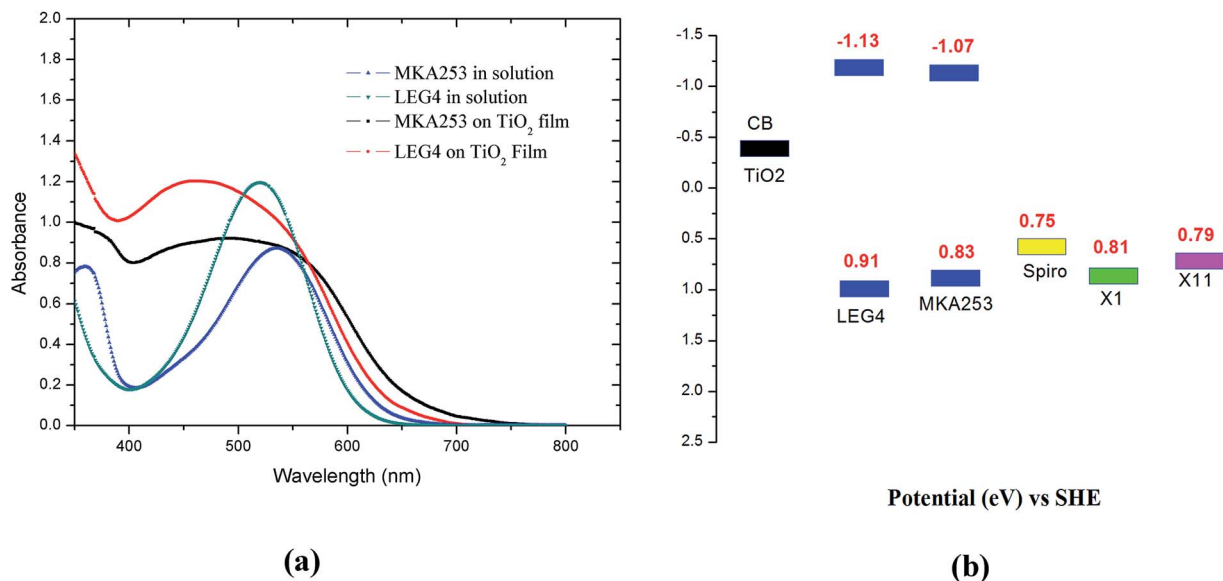 2.0
1.8
1.6
1.4
1.2
1.0
0.8
0.6
0.4
0.2
0.0
Absorbance
MKA253 in solution
LEG4 in solution
MKA253 on TiO₂ film
LEG4 on TiO₂ Film
400 500 600 700 800
Wavelength (nm)
(a)
-1.5
-1.0
-0.5
0.0
0.5
1.0
1.5
2.0
2.5
-1.13 -1.07
CB
TiO2
0.91 0.83 0.75 0.81 0.79
LEG4 MKA253 Spiro X1 X11
Potential (eV) vs SHE
(b)